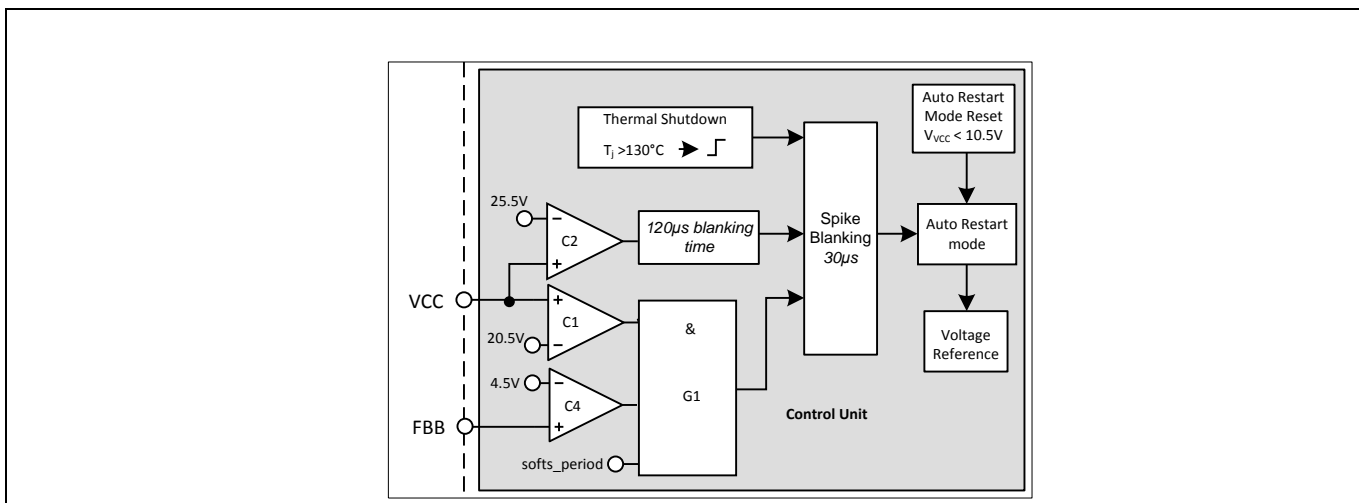 Thermal Shutdown
Tj >130°C
Auto Restart
Mode Reset
VVCC < 10.5V
25.5V
C2
120µs blanking
time
Spike
Blanking
30µs
Auto Restart
mode
VCC
C1
20.5V
&
G1
Voltage
Reference
4.5V
C4
FBB
Control Unit
softs_period